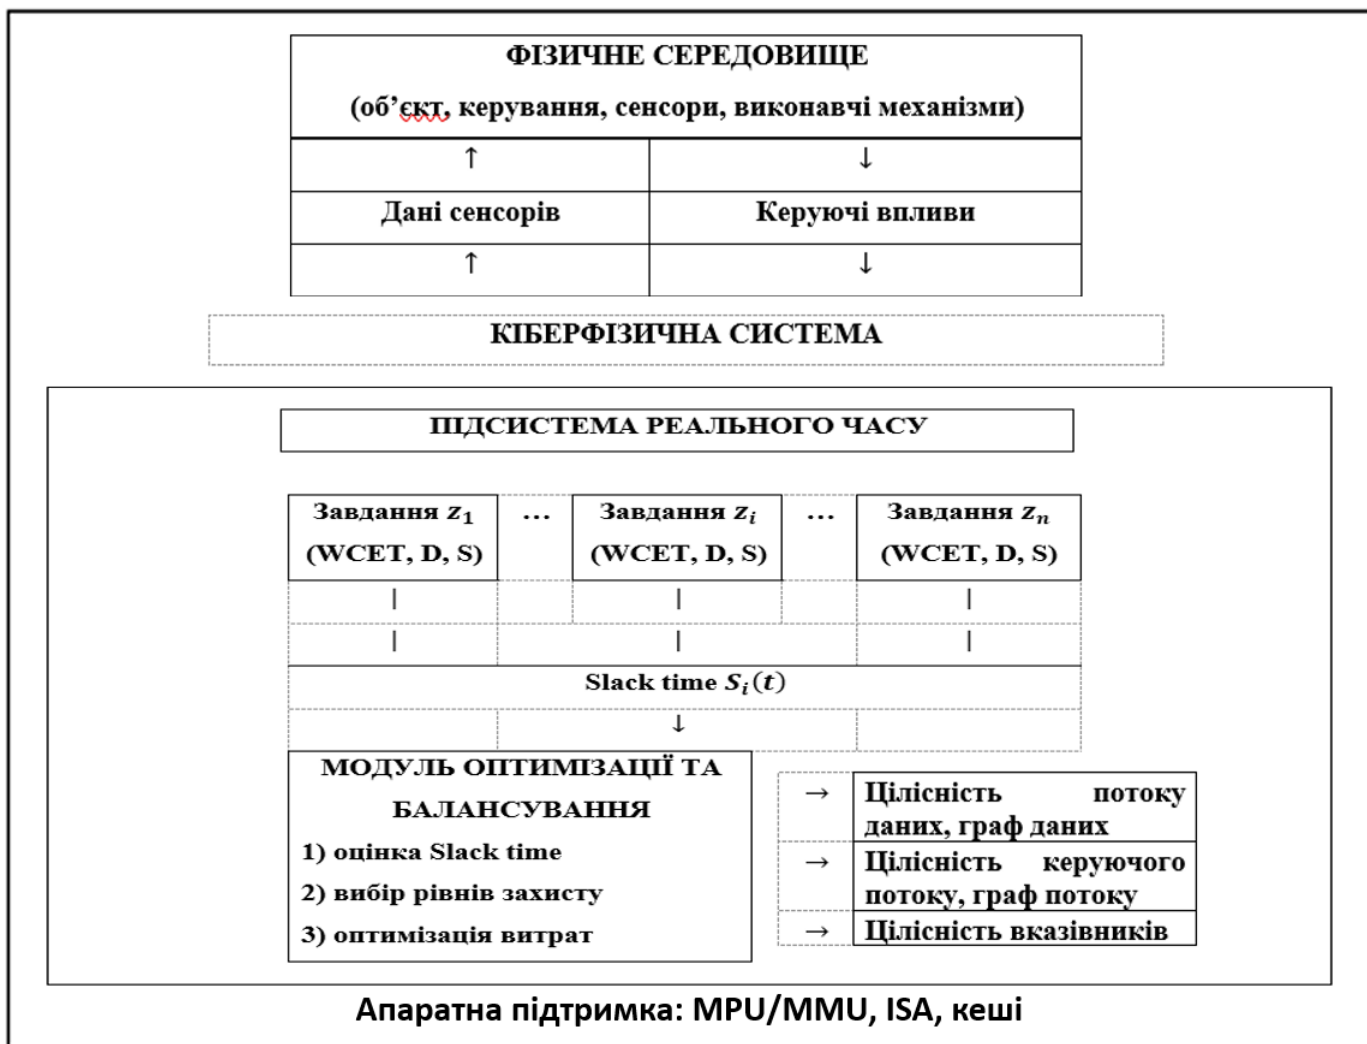 ФІЗИЧНЕ СЕРЕДОВИЩЕ
(об’єкт, керування, сенсори, виконавчі механізми)
↑ ↓
Дані сенсорів Керуючі впливи
↑ ↓
КІБЕРФІЗИЧНА СИСТЕМА
ПІДСИСТЕМА РЕАЛЬНОГО ЧАСУ
Завдання z₁ … Завдання zᵢ … Завдання zₙ
(WCET, D, S) (WCET, D, S) (WCET, D, S)
| | |
| | |
Slack time Sᵢ(t)
↓
МОДУЛЬ ОПТИМІЗАЦІЇ ТА
БАЛАНСУВАННЯ
1) оцінка Slack time
2) вибір рівнів захисту
3) оптимізація витрат
→ Цілісність потоку
даних, граф даних
→ Цілісність керуючого
потоку, граф потоку
→ Цілісність вказівників
Апаратна підтримка: MPU/MMU, ISA, кеші